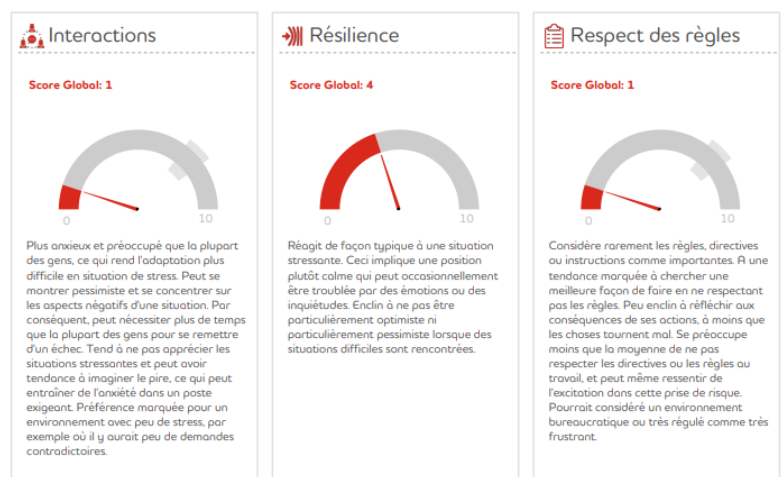 Interactions
Score Global: 1
0
10
Plus anxieux et préoccupé que la plupart
des gens, ce qui rend l'adaptation plus
difficile en situation de stress. Peut se
montrer pessimiste et se concentrer sur
les aspects négatifs d'une situation. Par
conséquent, peut nécessiter plus de temps
que la plupart des gens pour se remettre
d'un échec. Tend à ne pas apprécier les
situations stressantes et peut avoir
tendance à imaginer le pire, ce qui peut
entraîner de l'anxiété dans un poste
exigeant. Préférence marquée pour un
environnement avec peu de stress, par
exemple où il y aurait peu de demandes
contradictoires.
Résilience
Score Global: 4
0
10
Réagit de façon typique à une situation
stressante. Ceci implique une position
plutôt calme qui peut occasionnellement
être troublée par des émotions ou des
inquiétudes. Enclin à ne pas être
particulièrement optimiste ni
particulièrement pessimiste lorsque des
situations difficiles sont rencontrées.
Respect des règles
Score Global: 1
0
10
Considère rarement les règles, directives
ou instructions comme importantes. A une
tendance marquée à chercher une
meilleure façon de faire en ne respectant
pas les règles. Peu enclin à réfléchir aux
conséquences de ses actions, à moins que
les choses tournent mal. Se préoccupe
moins que la moyenne de ne pas
respecter les directives ou les règles au
travail, et peut même ressentir de
l'excitation dans cette prise de risque.
Pourrait considéré un environnement
bureaucratique ou très régulé comme très
frustrant.